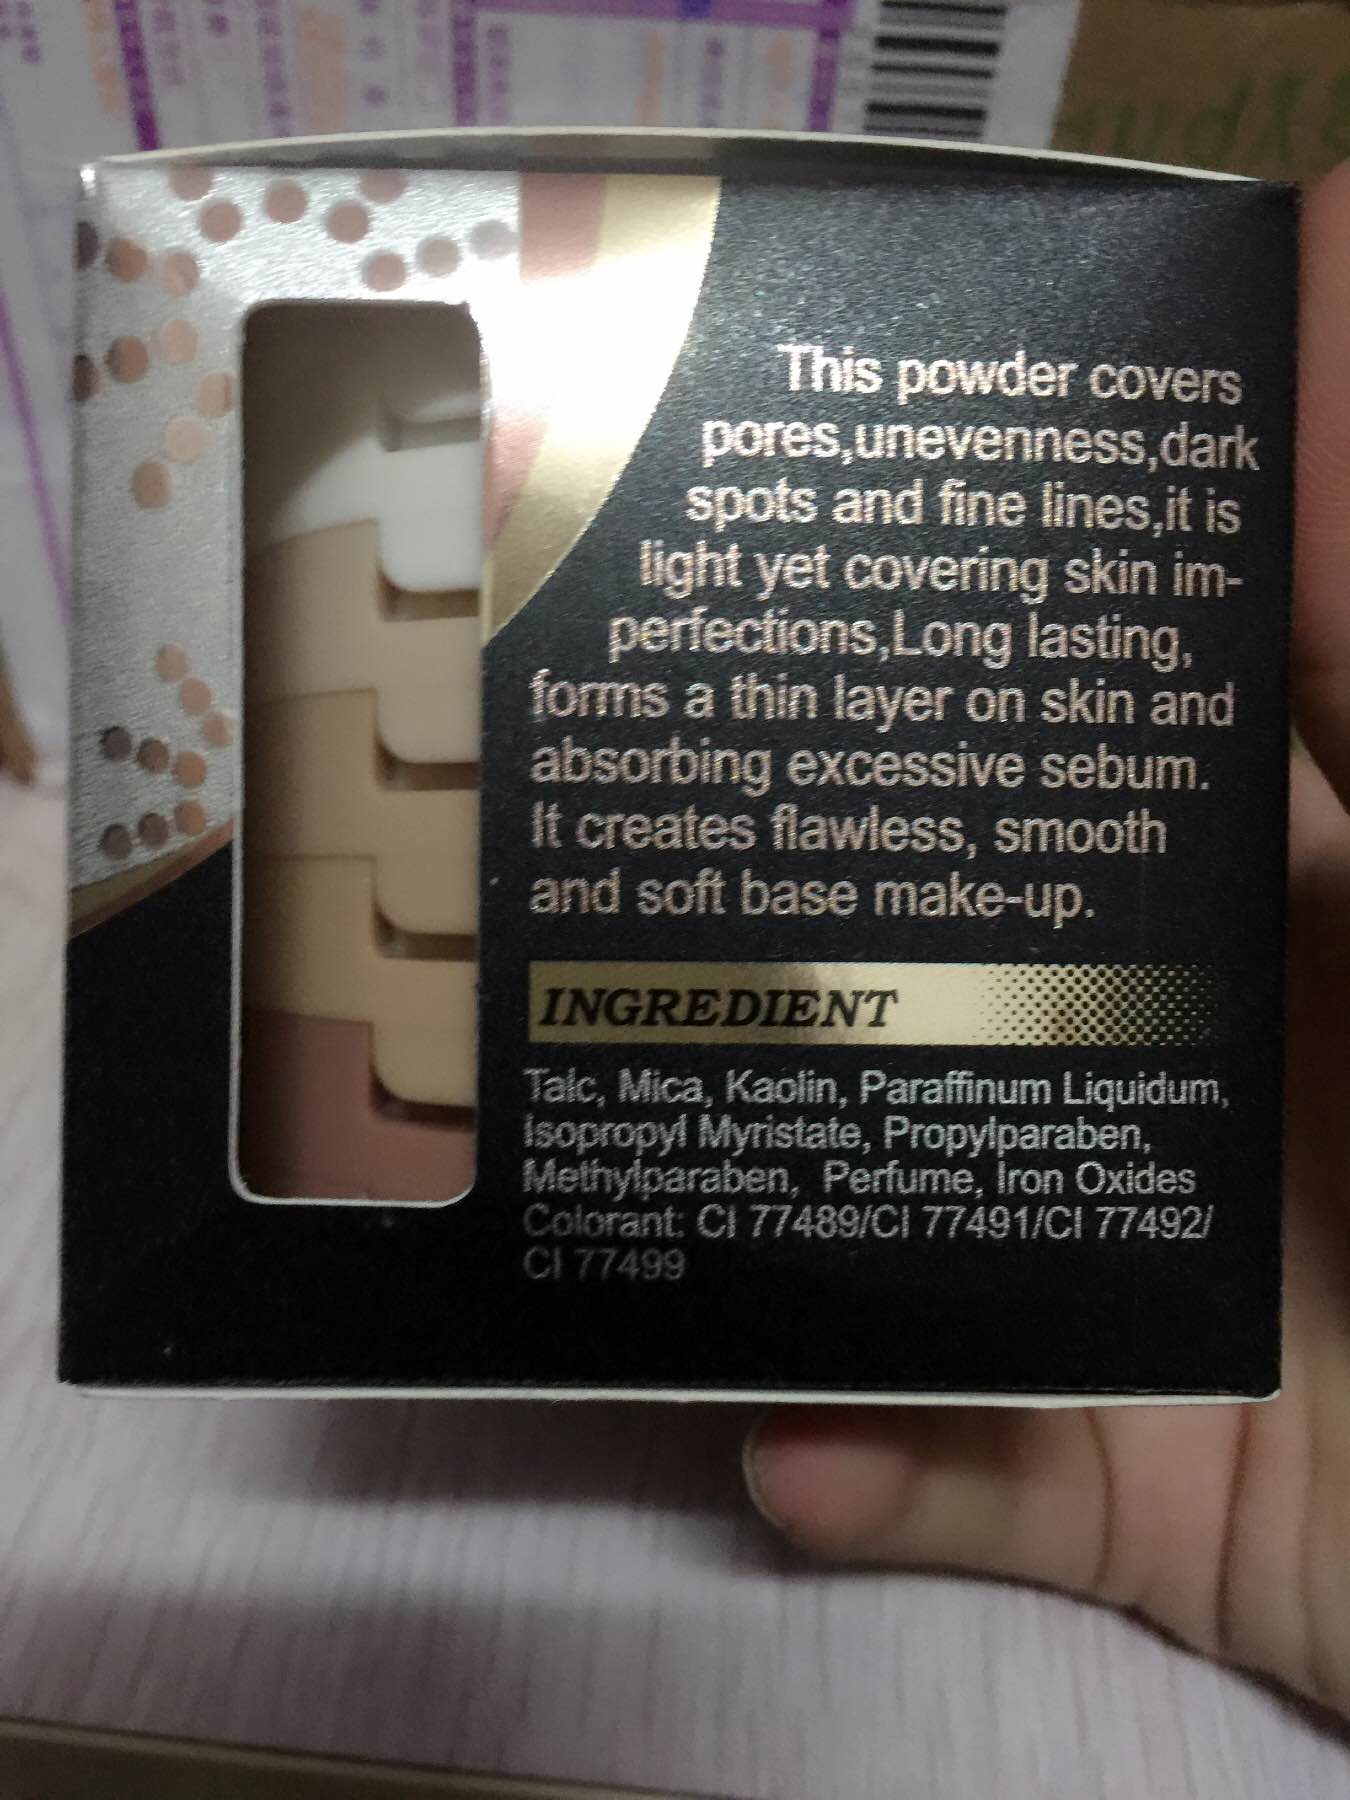 This powder covers
pores,unevenness,dark
spots and fine lines,it is
light yet covering skin im-
perfections,Long lasting,
forms a thin layer on skin and
absorbing excessive sebum.
It creates flawless, smooth
and soft base make-up.
INGREDIENT
Talc, Mica, Kaolin, Paraffinum Liquidum,
Isopropyl Myristate, Propylparaben,
Methylparaben, Perfume, Iron Oxides
Colorant: CI 77489/CI 77491/CI 77492/
CI 77499